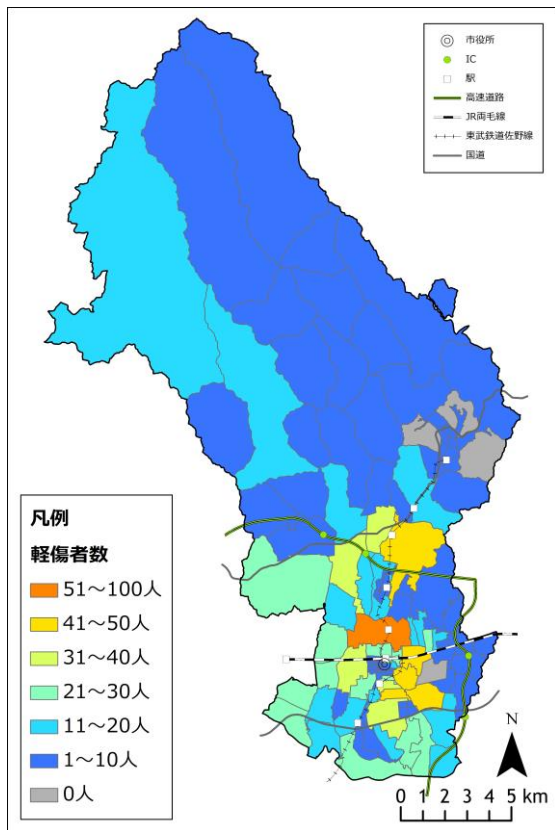 市役所
IC
駅
高速道路
JR両毛線
東武鉄道佐野線
国道
凡例
軽傷者数
51～100人
41～50人
31～40人
21～30人
11～20人
1～10人
0人
N
0 1 2 3 4 5 km